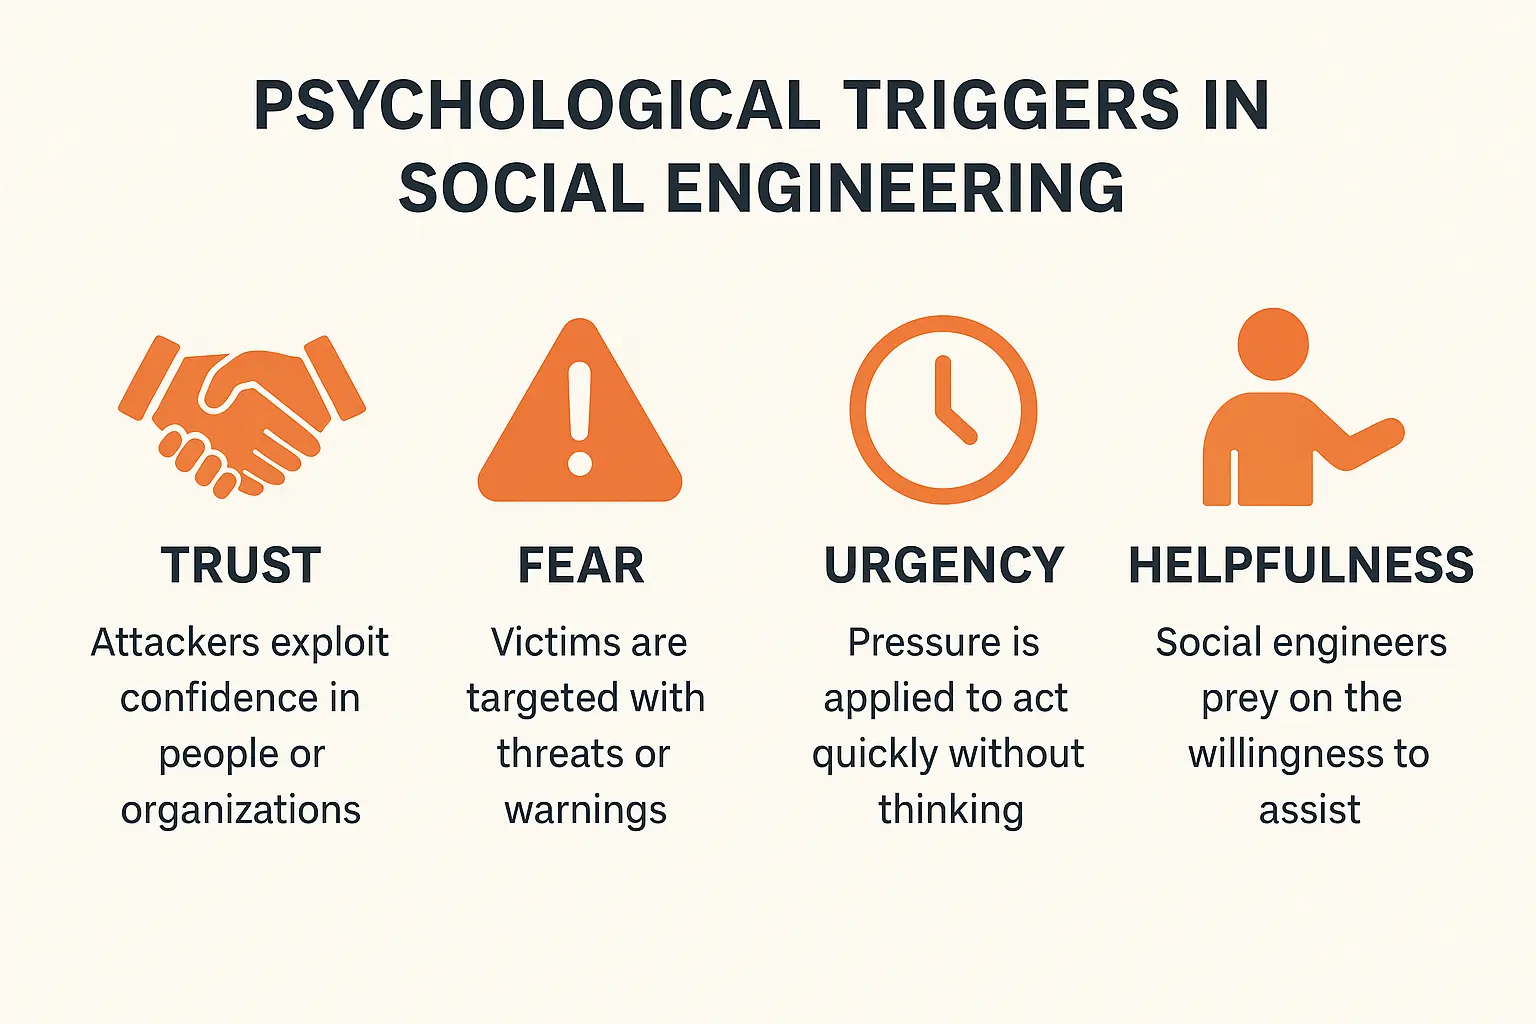 PSYCHOLOGICAL TRIGGERS IN
SOCIAL ENGINEERING
TRUST
Attackers exploit
confidence in
people or
organizations
FEAR
Victims are
targeted with
threats or
warnings
URGENCY
Pressure is
applied to act
quickly without
thinking
HELPFULNESS
Social engineers
prey on the
willingness to
assist